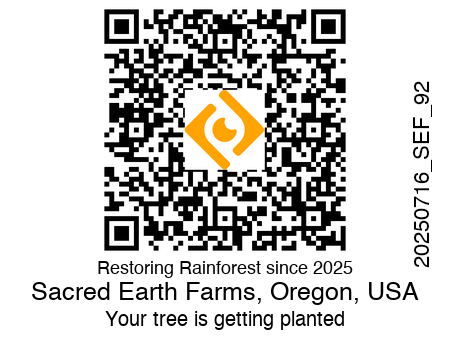 Restoring Rainforest since 2025
Sacred Earth Farms, Oregon, USA
Your tree is getting planted
20250716_SEF_92